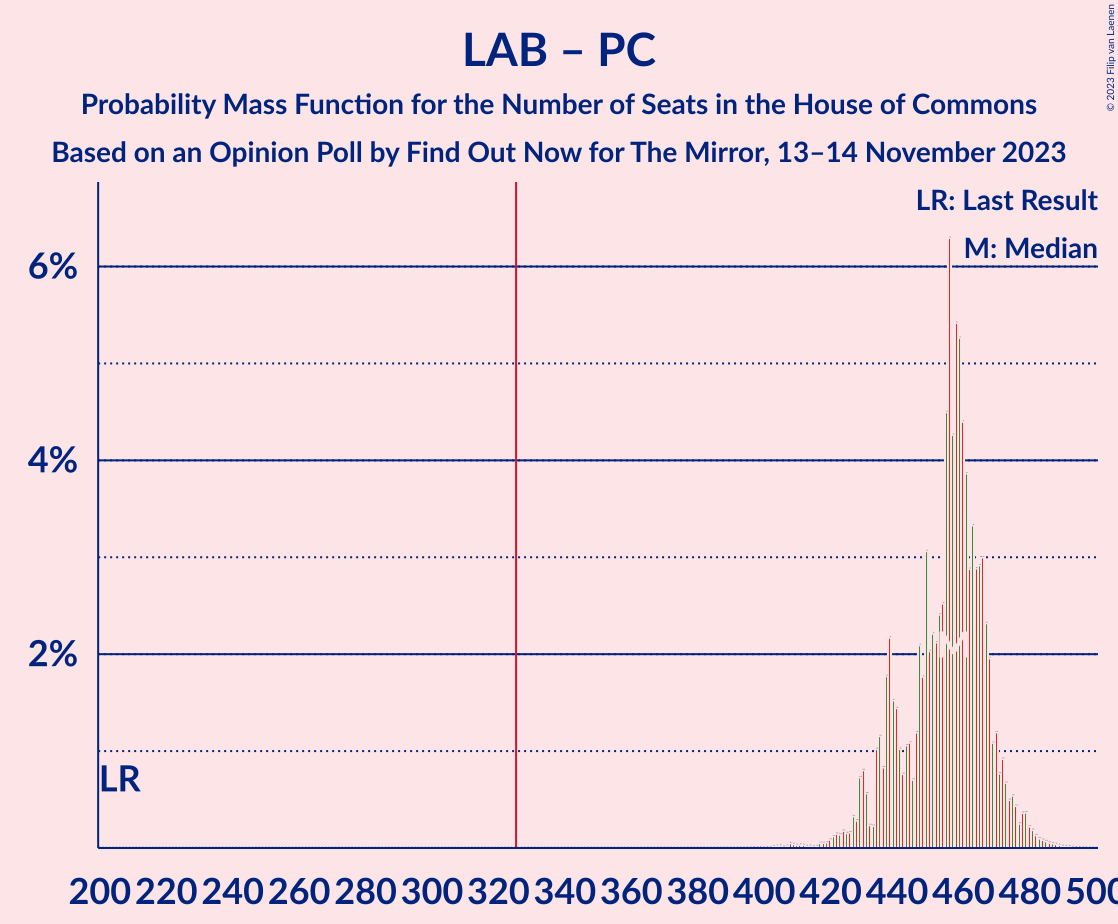 LAB – PC
Probability Mass Function for the Number of Seats in the House of Commons
Based on an Opinion Poll by Find Out Now for The Mirror, 13–14 November 2023
© 2023 Filip van Laenen
LR: Last Result
M: Median
6%
4%
2%
LR
200 220 240 260 280 300 320 340 360 380 400 420 440 460 480 500